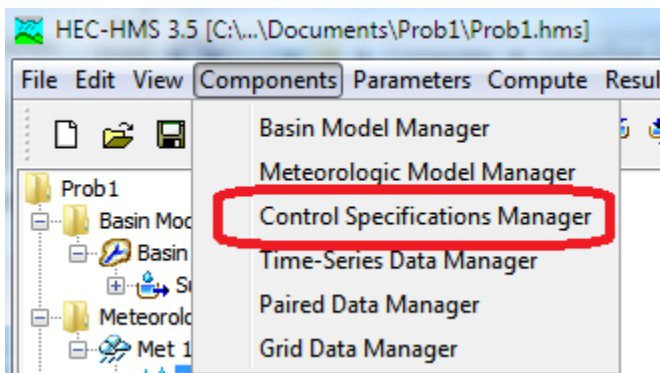 HEC-HMS 3.5 [C:\...\Documents\Prob1\Prob1.hms]
File Edit View Components Parameters Compute Resul
Basin Model Manager
Meteorologic Model Manager
Control Specifications Manager
Time-Series Data Manager
Paired Data Manager
Grid Data Manager
Prob1
Basin Mod
Basin
Su
Meteorolo
Met 1